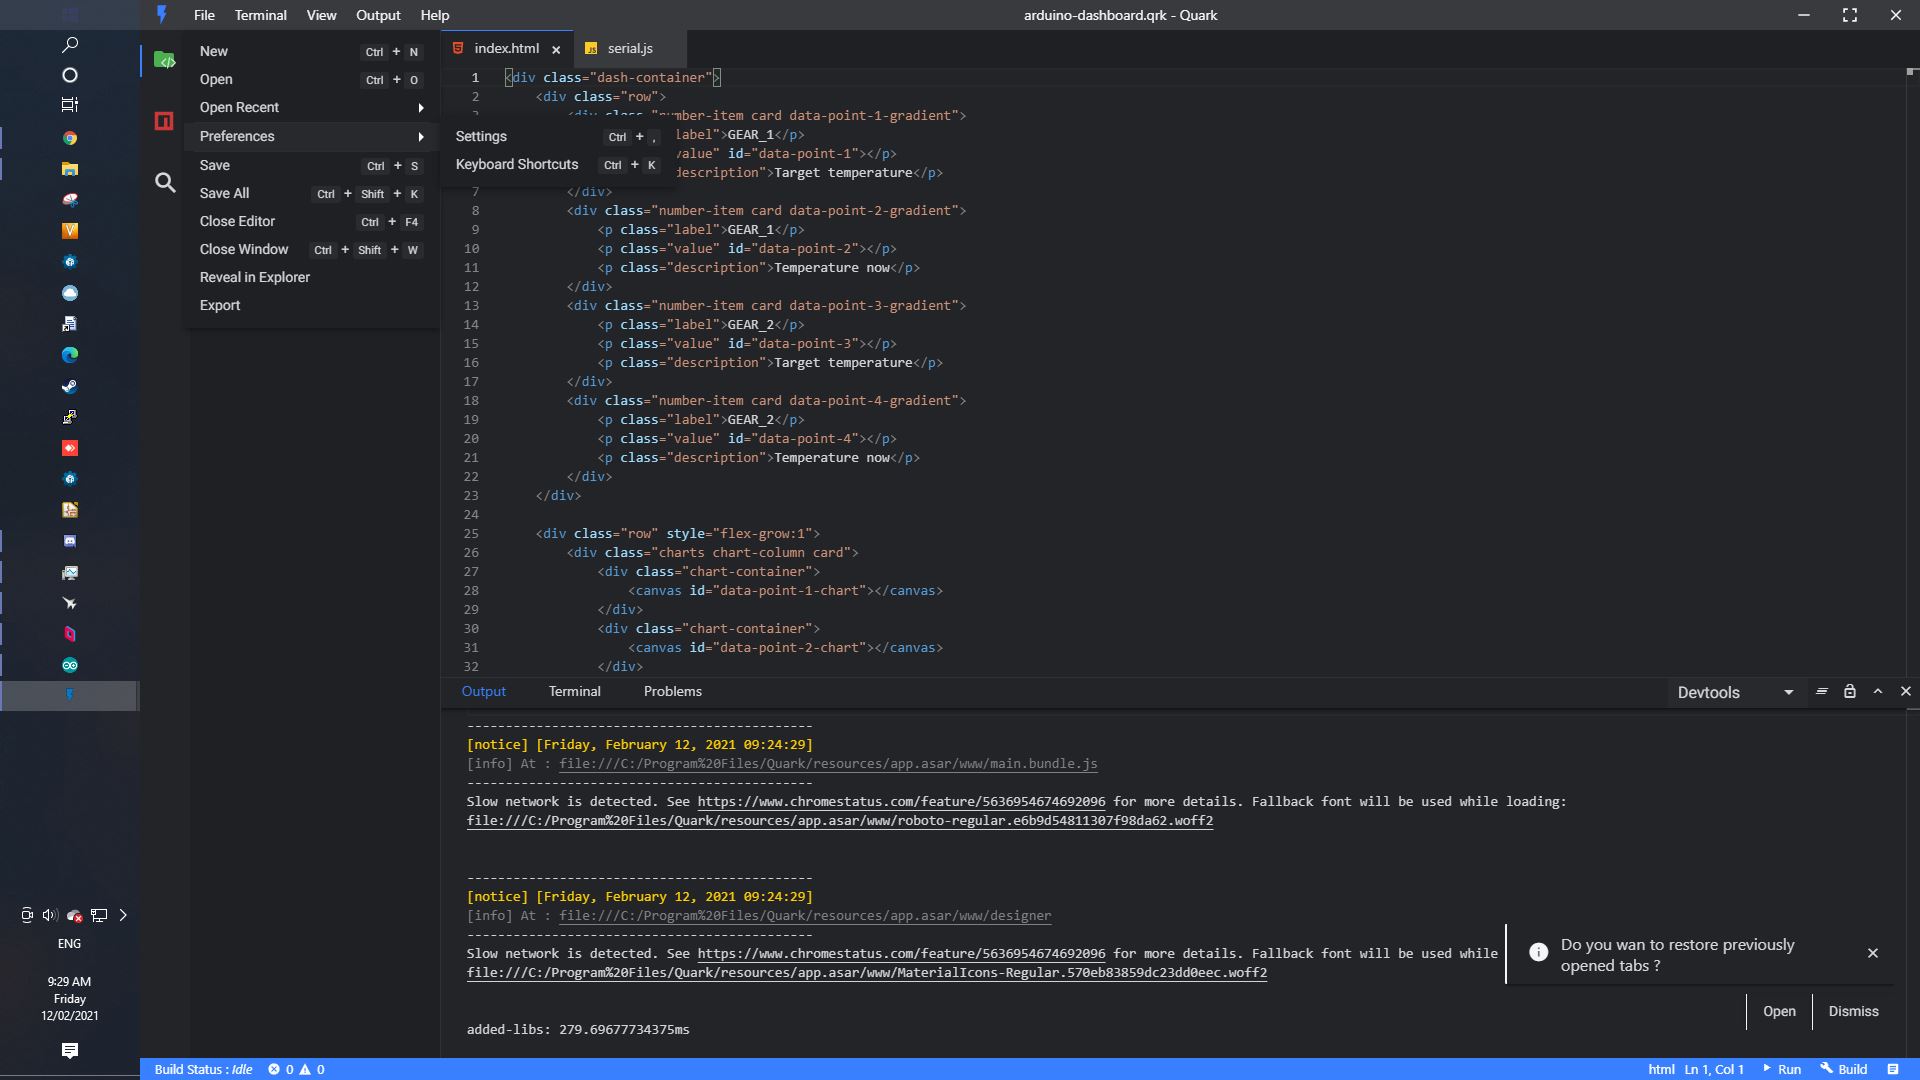 File Terminal View Output Help
arduino-dashboard.qrk - Quark
New Ctrl + N
Open Ctrl + O
Open Recent
Preferences
Save Ctrl + S
Save All Ctrl + Shift + K
Close Editor Ctrl + F4
Close Window Ctrl + Shift + W
Reveal in Explorer
Export
Settings Ctrl + ,
Keyboard Shortcuts Ctrl + K
index.html
JS serial.js
1 <div class="dash-container">
2 <div class="row">
number-item card data-point-1-gradient">
label">GEAR_1</p>
value" id="data-point-1"></p>
description">Target temperature</p>
7 </div>
8 <div class="number-item card data-point-2-gradient">
9 <p class="label">GEAR_1</p>
10 <p class="value" id="data-point-2"></p>
11 <p class="description">Temperature now</p>
12 </div>
13 <div class="number-item card data-point-3-gradient">
14 <p class="label">GEAR_2</p>
15 <p class="value" id="data-point-3"></p>
16 <p class="description">Target temperature</p>
17 </div>
18 <div class="number-item card data-point-4-gradient">
19 <p class="label">GEAR_2</p>
20 <p class="value" id="data-point-4"></p>
21 <p class="description">Temperature now</p>
22 </div>
23 </div>
24
25 <div class="row" style="flex-grow:1">
26 <div class="charts chart-column card">
27 <div class="chart-container">
28 <canvas id="data-point-1-chart"></canvas>
29 </div>
30 <div class="chart-container">
31 <canvas id="data-point-2-chart"></canvas>
32 </div>
Output Terminal Problems
Devtools
---------------------------------------------
[notice] [Friday, February 12, 2021 09:24:29]
[info] At : file:///C:/Program%20Files/Quark/resources/app.asar/www/main.bundle.js
---------------------------------------------
Slow network is detected. See https://www.chromestatus.com/feature/5636954674692096 for more details. Fallback font will be used while loading:
file:///C:/Program%20Files/Quark/resources/app.asar/www/roboto-regular.e6b9d54811307f98da62.woff2
---------------------------------------------
[notice] [Friday, February 12, 2021 09:24:29]
[info] At : file:///C:/Program%20Files/Quark/resources/app.asar/www/designer
---------------------------------------------
Slow network is detected. See https://www.chromestatus.com/feature/5636954674692096 for more details. Fallback font will be used while
file:///C:/Program%20Files/Quark/resources/app.asar/www/MaterialIcons-Regular.570eb83859dc23dd0eec.woff2
added-libs: 279.69677734375ms
Do you wan to restore previously
opened tabs ?
Open Dismiss
ENG
9:29 AM
Friday
12/02/2021
Build Status : Idle 0 0
html Ln 1, Col 1 Run Build